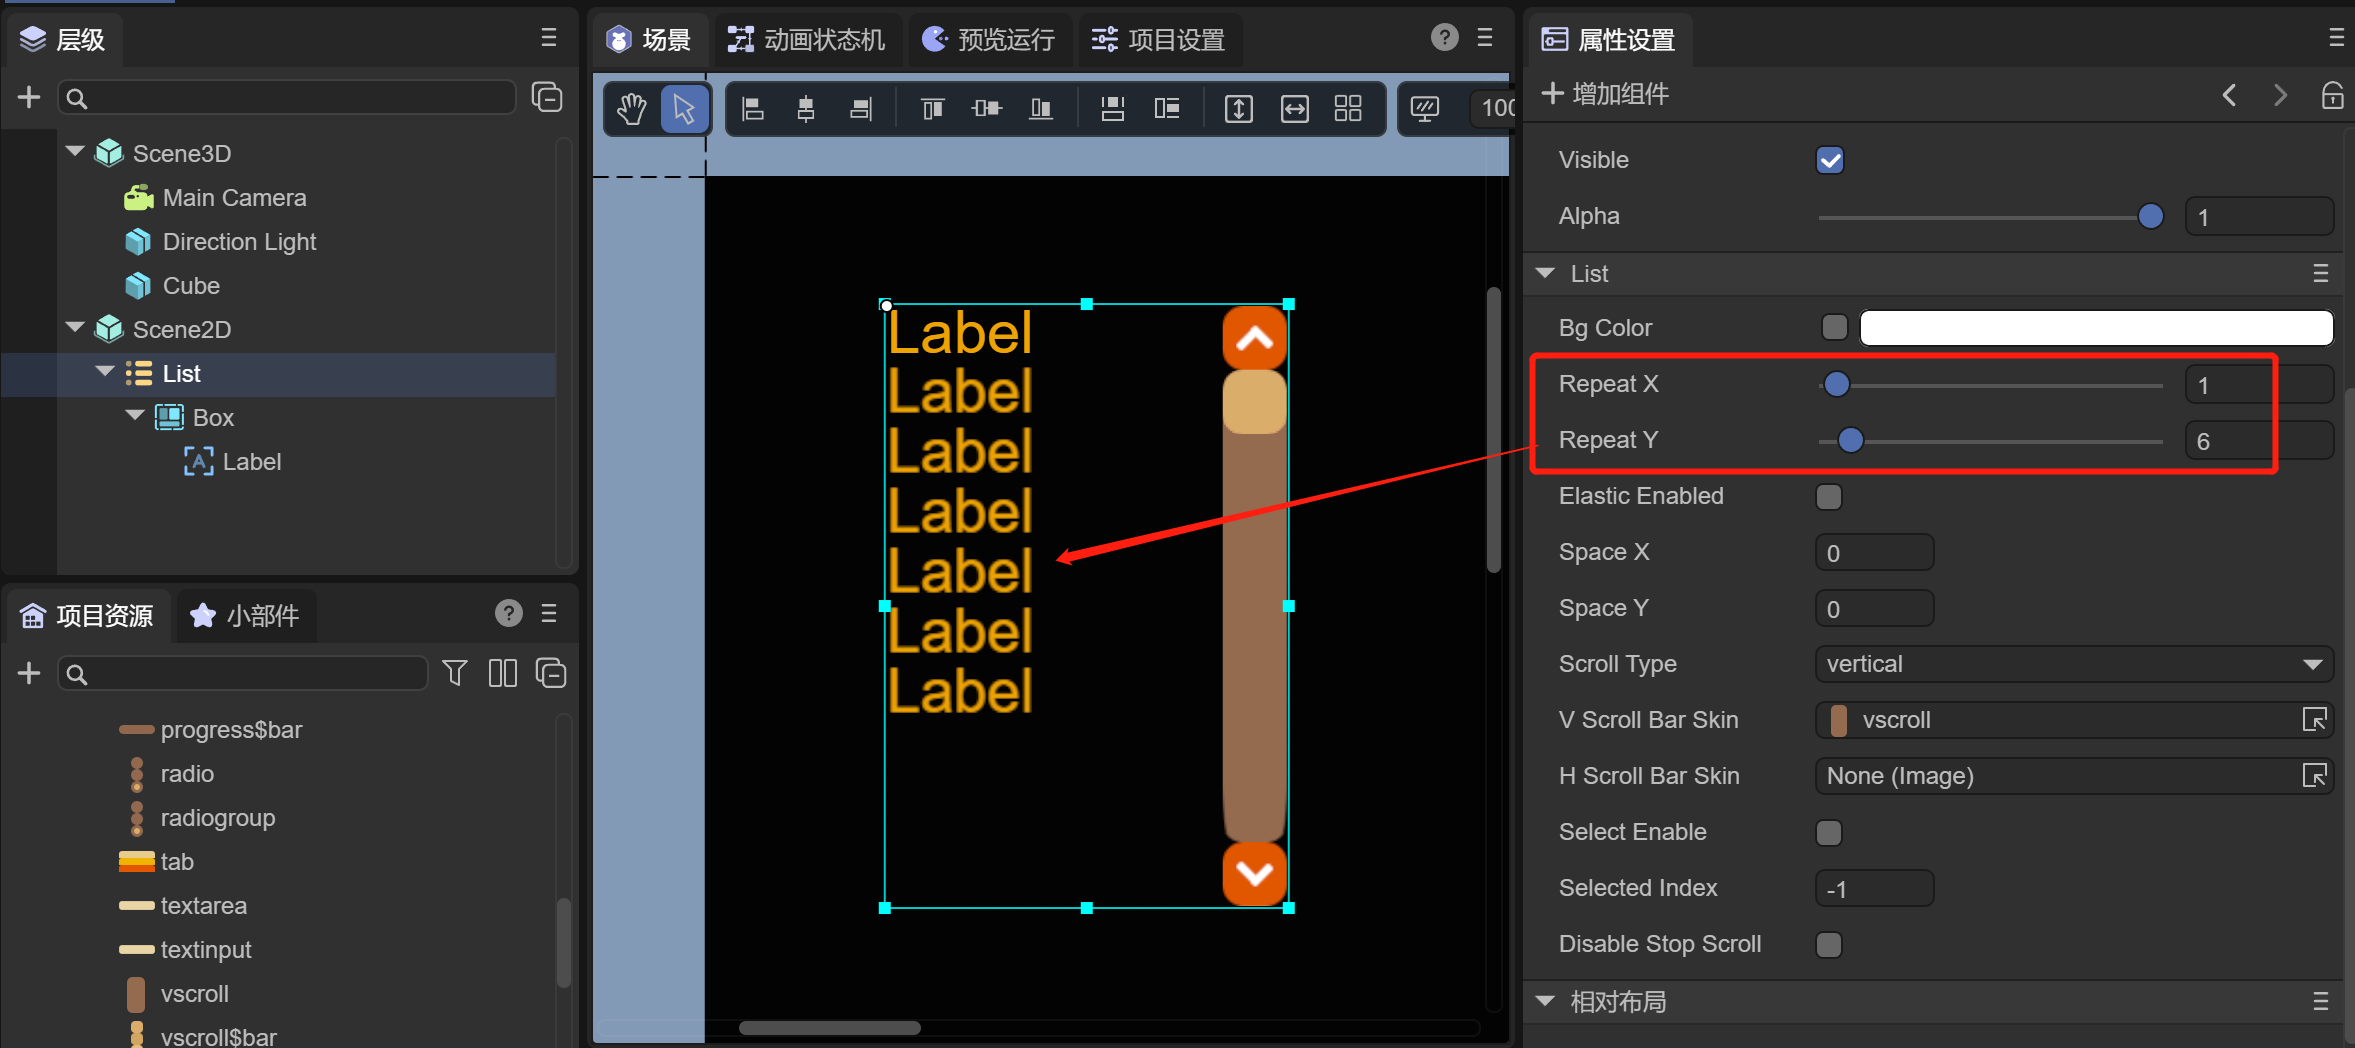 层级
Scene3D
Main Camera
Direction Light
Cube
Scene2D
List
Box
Label
项目资源
小部件
?
progress$bar
radio
radiogroup
tab
textarea
textinput
vscroll
vscroll$bar
场景
动画状态机
预览运行
项目设置
?
100
Label
Label
Label
Label
Label
Label
Label
属性设置
增加组件
Visible
Alpha 1
List
Bg Color
Repeat X 1
Repeat Y 6
Elastic Enabled
Space X 0
Space Y 0
Scroll Type vertical
V Scroll Bar Skin vscroll
H Scroll Bar Skin None (Image)
Select Enable
Selected Index -1
Disable Stop Scroll
相对布局